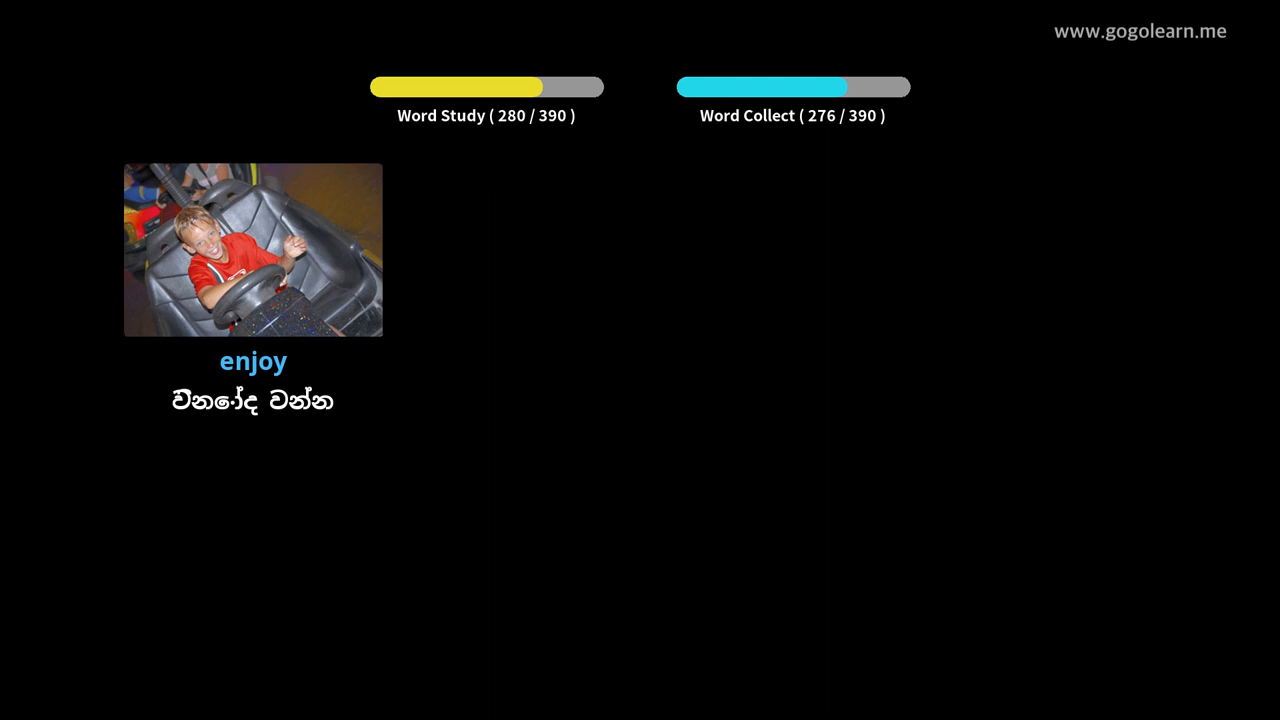 www.gogolearn.me
Word Study ( 280 / 390 )
Word Collect ( 276 / 390 )
enjoy
විනෝද වන්න